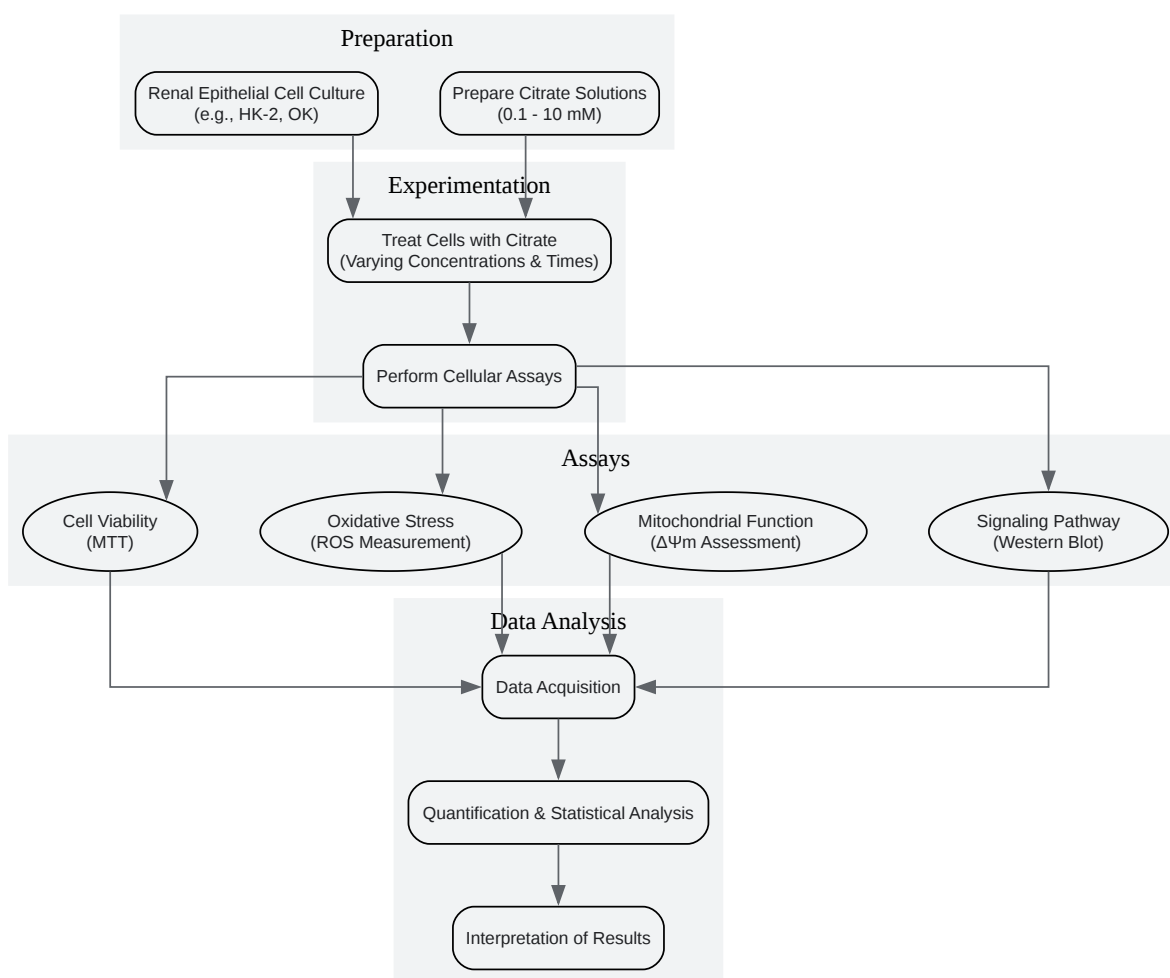 Preparation
Renal Epithelial Cell Culture
(e.g., HK-2, OK)
Prepare Citrate Solutions
(0.1 - 10 mM)
Experimentation
Treat Cells with Citrate
(Varying Concentrations & Times)
Perform Cellular Assays
Assays
Cell Viability
(MTT)
Oxidative Stress
(ROS Measurement)
Mitochondrial Function
(ΔΨm Assessment)
Signaling Pathway
(Western Blot)
Data Analysis
Data Acquisition
Quantification & Statistical Analysis
Interpretation of Results